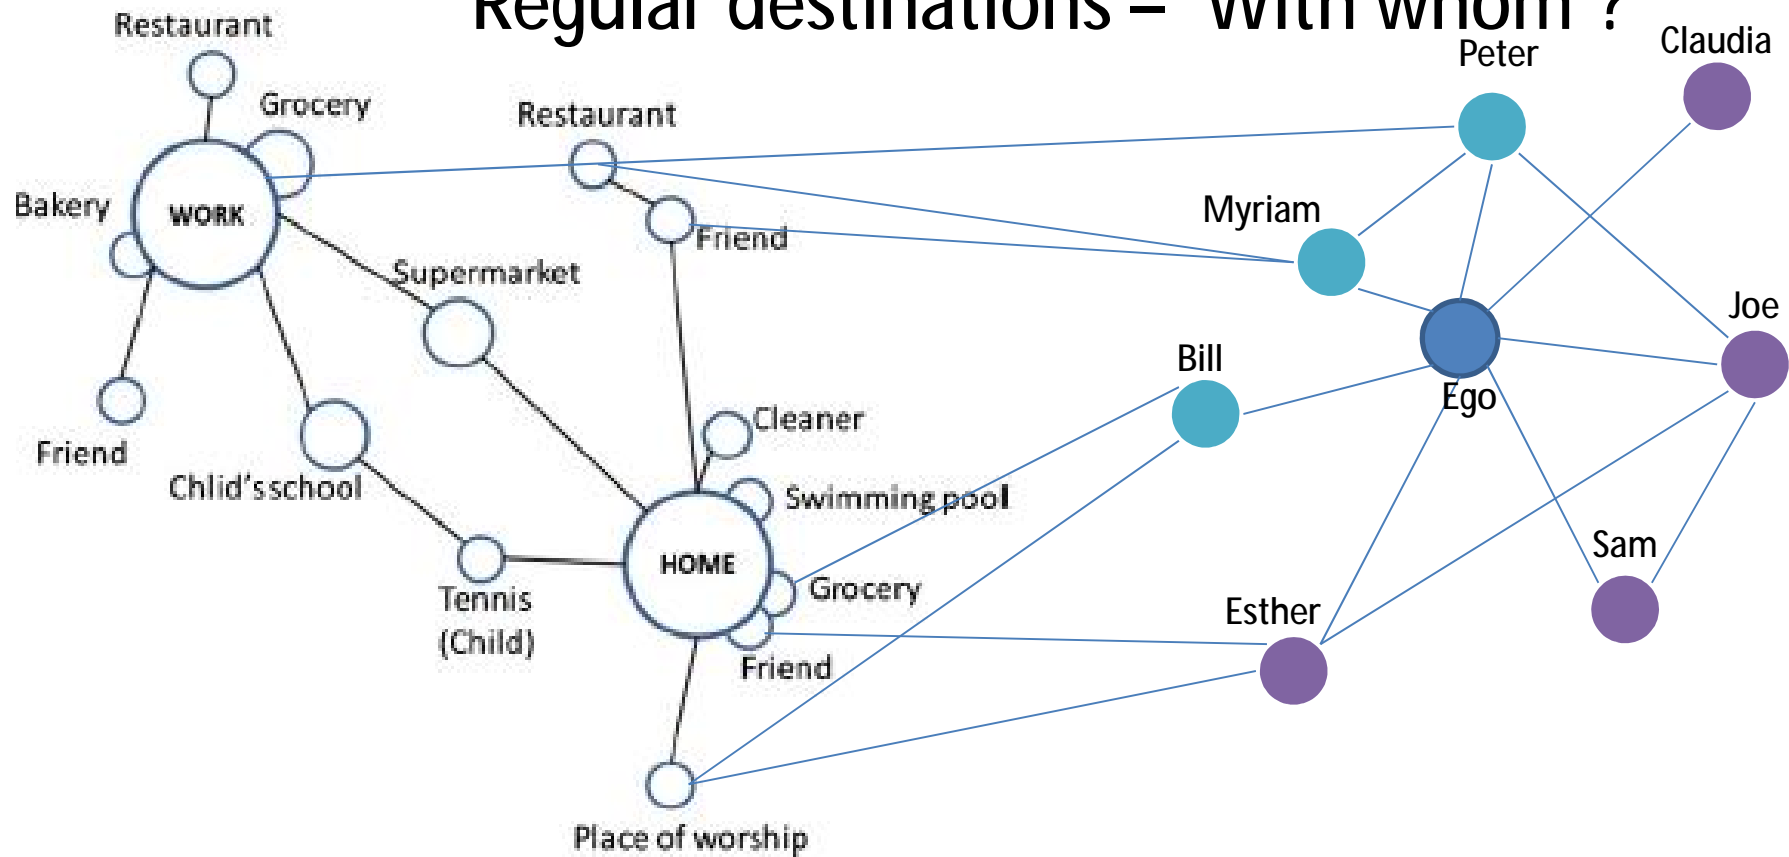 Regular destinations – 'With whom'?
Restaurant
Grocery
Bakery
WORK
Friend
Supermarket
Chlid's school
Tennis
(Child)
Restaurant
Friend
Cleaner
Swimming pool
HOME
Grocery
Friend
Place of worship
Peter
Claudia
Myriam
Joe
Bill
Ego
Sam
Esther